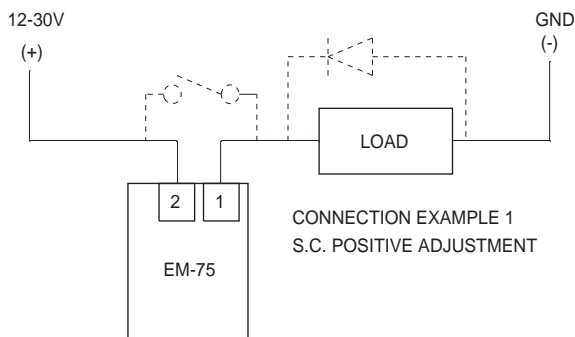 12-30V
(+)
GND
(-)
LOAD
2
1
CONNECTION EXAMPLE 1
S.C. POSITIVE ADJUSTMENT
EM-75